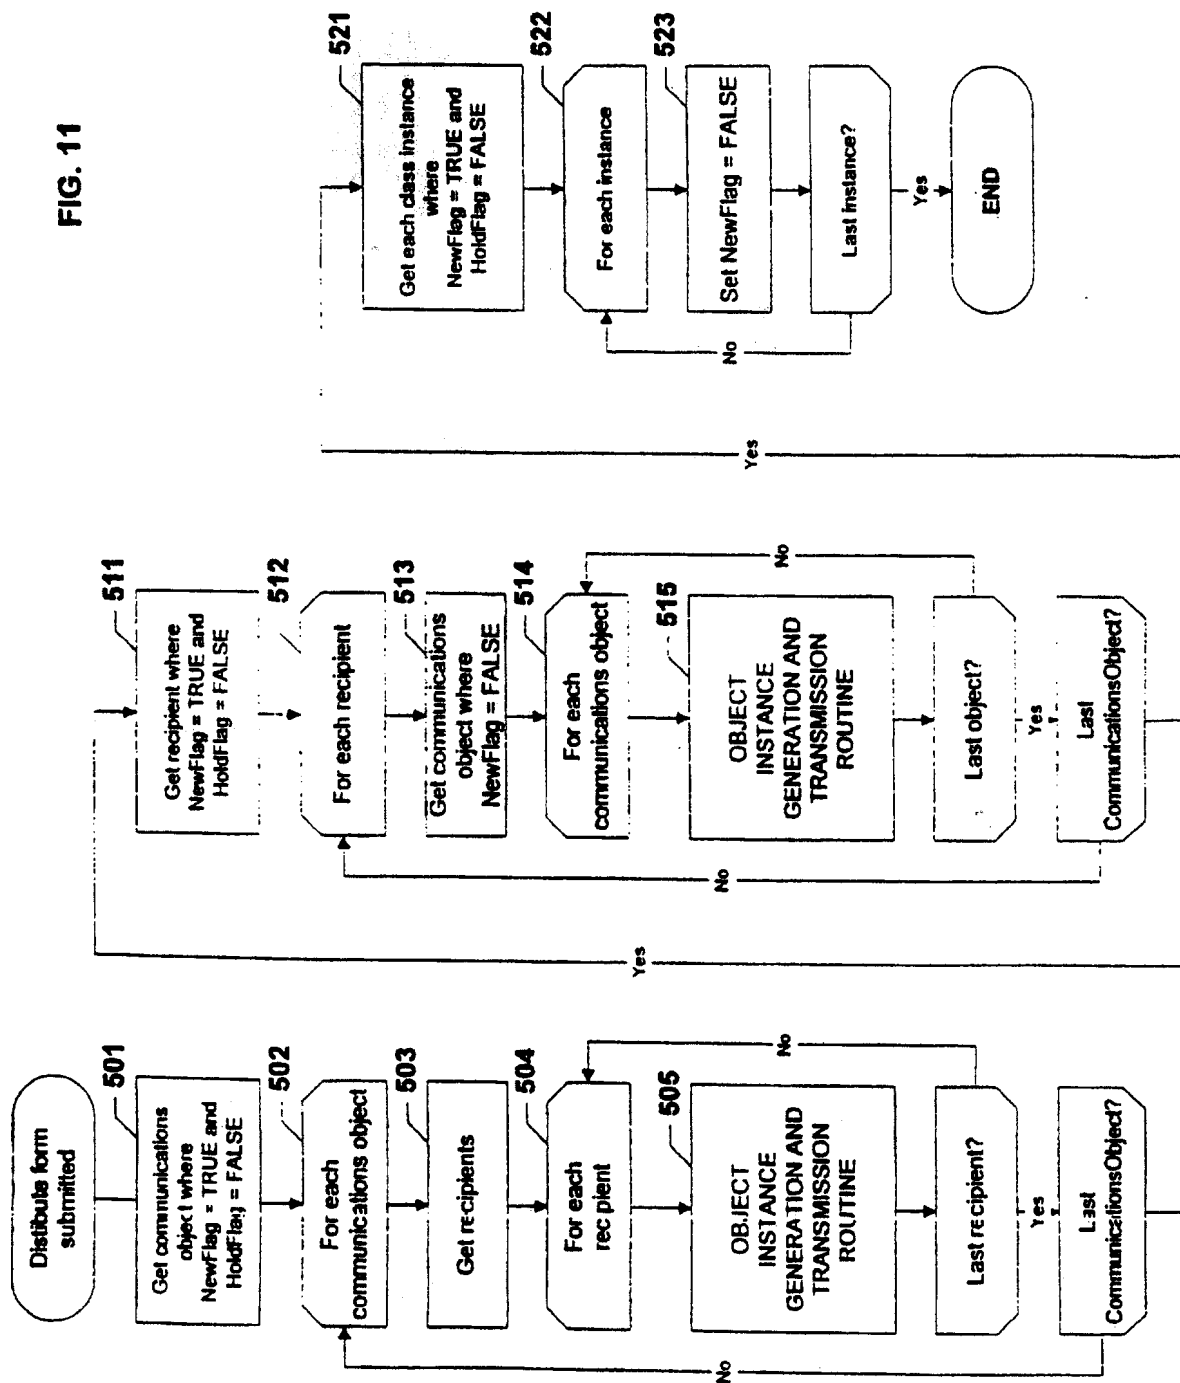 FIG. 11
Distibute form
submitted
501
Get communications
object where
NewFlag = TRUE and
HoldFlag = FALSE
502
For each
communications object
503
Get recipients
504
For each
recipient
505
OBJECT
INSTANCE
GENERATION AND
TRANSMISSION
ROUTINE
Last recipient?
No
Yes
Last
CommunicationsObject?
No
Yes
511
Get recipient where
NewFlag = TRUE and
HoldFlag = FALSE
512
For each recipient
513
Get communications
object where
NewFlag = FALSE
514
For each
communications object
515
OBJECT
INSTANCE
GENERATION AND
TRANSMISSION
ROUTINE
Last object?
No
Yes
Last
CommunicationsObject?
No
Yes
521
Get each class instance
where
NewFlag = TRUE and
HoldFlag = FALSE
522
For each instance
523
Set NewFlag = FALSE
Last instance?
No
Yes
END